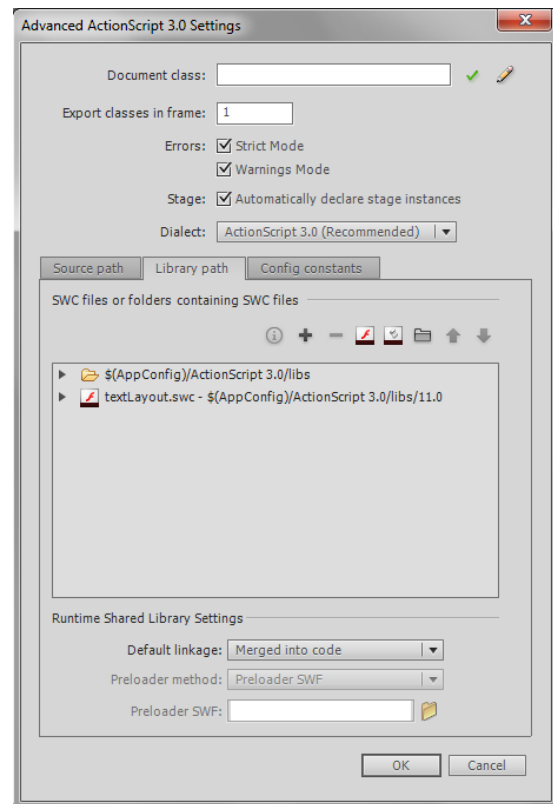 Advanced ActionScript 3.0 Settings
Document class:
Export classes in frame: 1
Errors: Strict Mode
Warnings Mode
Stage: Automatically declare stage instances
Dialect: ActionScript 3.0 (Recommended)
Source path Library path Config constants
SWC files or folders containing SWC files
$(AppConfig)/ActionScript 3.0/libs
textLayout.swc - $(AppConfig)/ActionScript 3.0/libs/11.0
Runtime Shared Library Settings
Default linkage: Merged into code
Preloader method: Preloader SWF
Preloader SWF:
OK Cancel